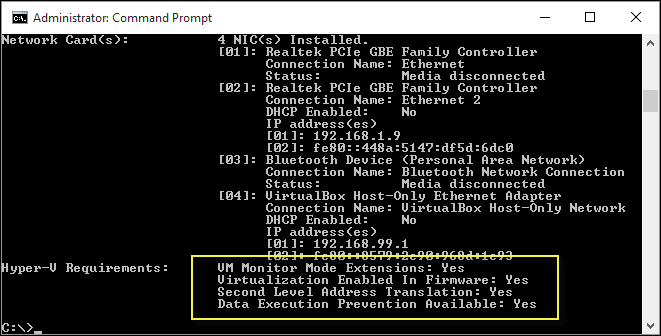 Administrator: Command Prompt
Network Card(s): 4 NIC(s) Installed.
[01]: Realtek PCIe GBE Family Controller
Connection Name: Ethernet
Status: Media disconnected
[02]: Realtek PCIe GBE Family Controller
Connection Name: Ethernet 2
DHCP Enabled: No
IP address(es)
[01]: 192.168.1.9
[02]: fe80::448a:5147:df5d:6dc0
[03]: Bluetooth Device (Personal Area Network)
Connection Name: Bluetooth Network Connection
Status: Media disconnected
[04]: VirtualBox Host-Only Ethernet Adapter
Connection Name: VirtualBox Host-Only Network
DHCP Enabled: No
IP address(es)
[01]: 192.168.99.1
[02]:
Hyper-V Requirements: VM Monitor Mode Extensions: Yes
Virtualization Enabled In Firmware: Yes
Second Level Address Translation: Yes
Data Execution Prevention Available: Yes
C:\>